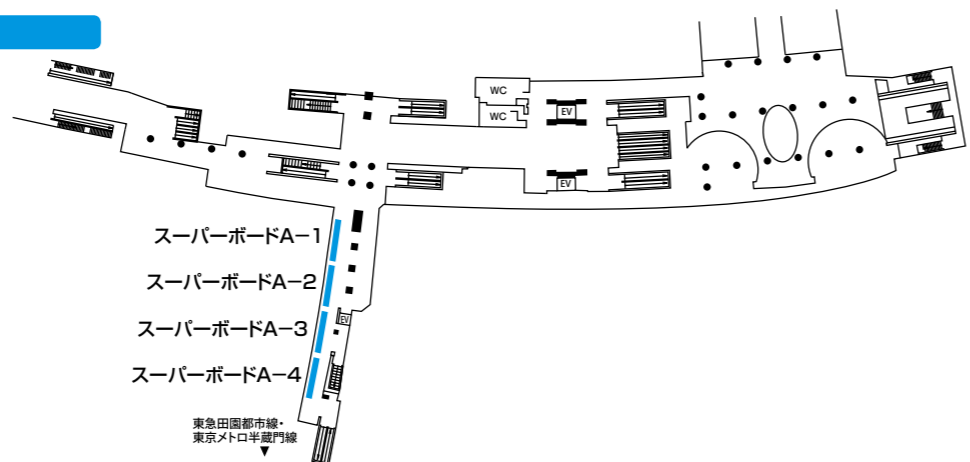 WC
WC
EV
EV
スーパーボードA-1
スーパーボードA-2
スーパーボードA-3
EV
スーパーボードA-4
東急田園都市線・
東京メトロ半蔵門線
▼